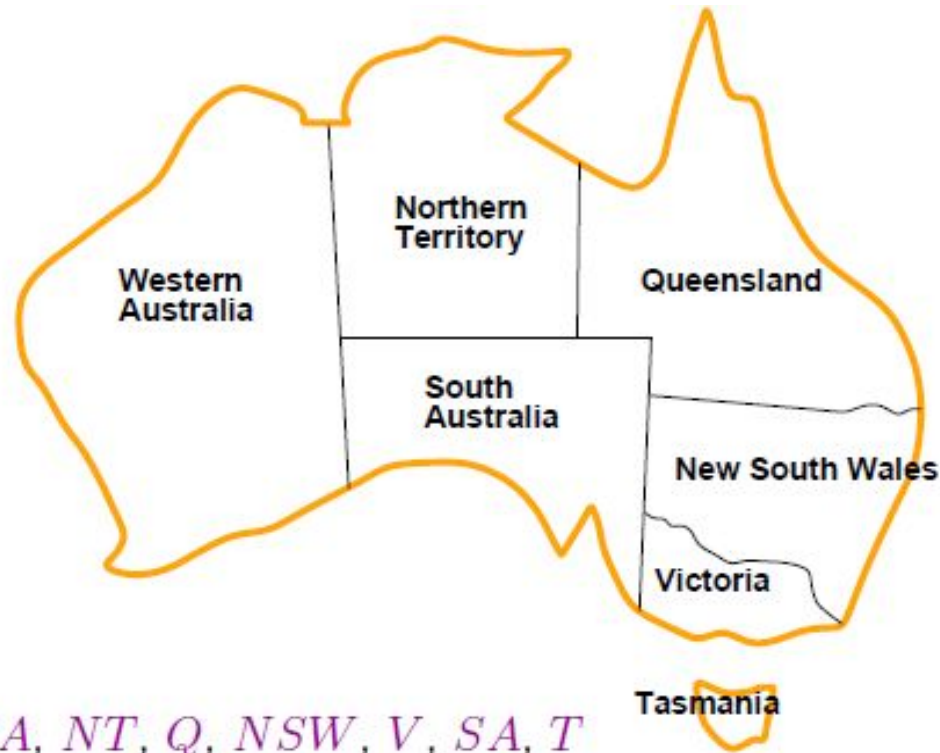 Northern
Territory
Western
Australia
Queensland
South
Australia
New South Wales
Victoria
Tasmania
A, NT, Q, NSW, V, SA, T